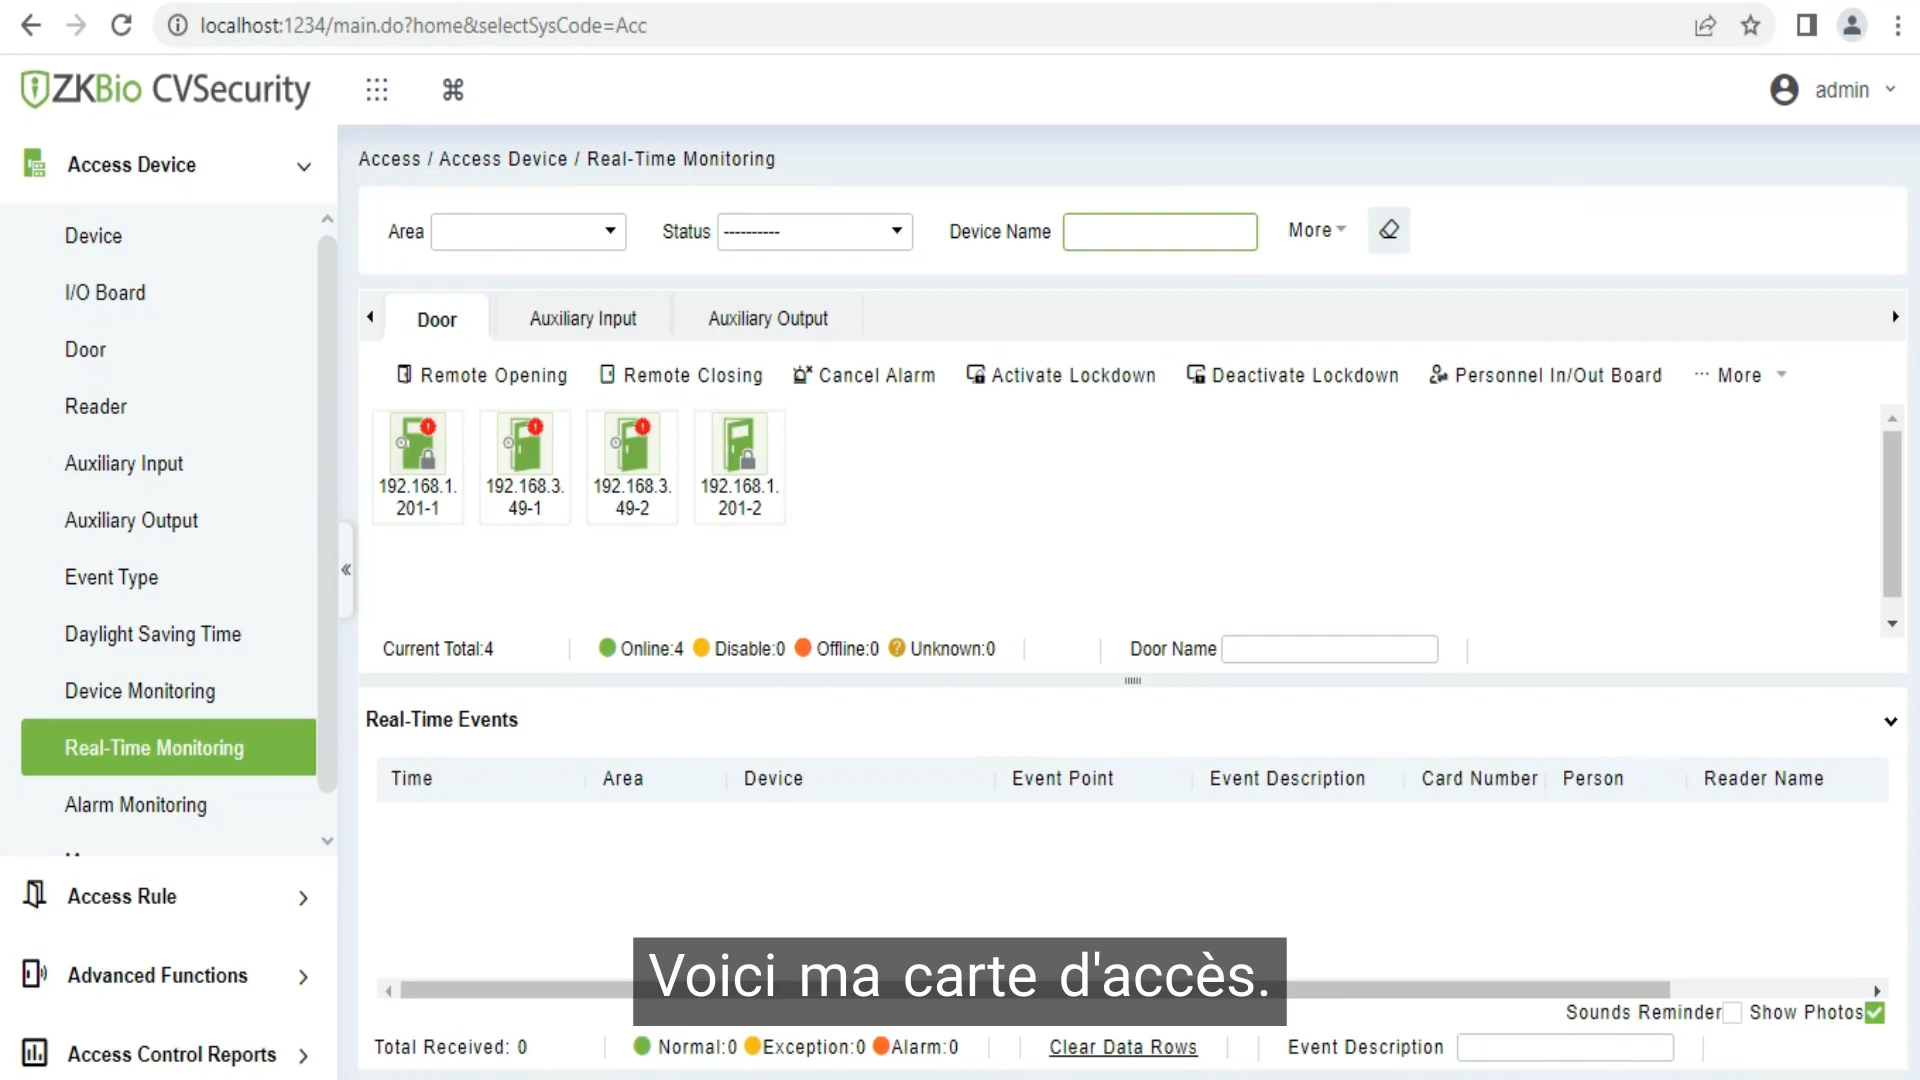 localhost:1234/main.do?home&selectSysCode=Acc
ZKBio CVSecurity
admin
Access Device
Device
I/O Board
Door
Reader
Auxiliary Input
Auxiliary Output
Event Type
Daylight Saving Time
Device Monitoring
Real-Time Monitoring
Alarm Monitoring
Access Rule
Advanced Functions
Access Control Reports
Access / Access Device / Real-Time Monitoring
Area Status ---------- Device Name More
Door Auxiliary Input Auxiliary Output
Remote Opening Remote Closing Cancel Alarm Activate Lockdown Deactivate Lockdown Personnel In/Out Board ··· More
192.168.1.
201-1
192.168.3.
49-1
192.168.3.
49-2
192.168.1.
201-2
Current Total:4 Online:4 Disable:0 Offline:0 Unknown:0 Door Name
Real-Time Events
Time Area Device Event Point Event Description Card Number Person Reader Name
Voici ma carte d'accès.
Sounds Reminder Show Photos
Total Received: 0 Normal:0 Exception:0 Alarm:0 Clear Data Rows Event Description